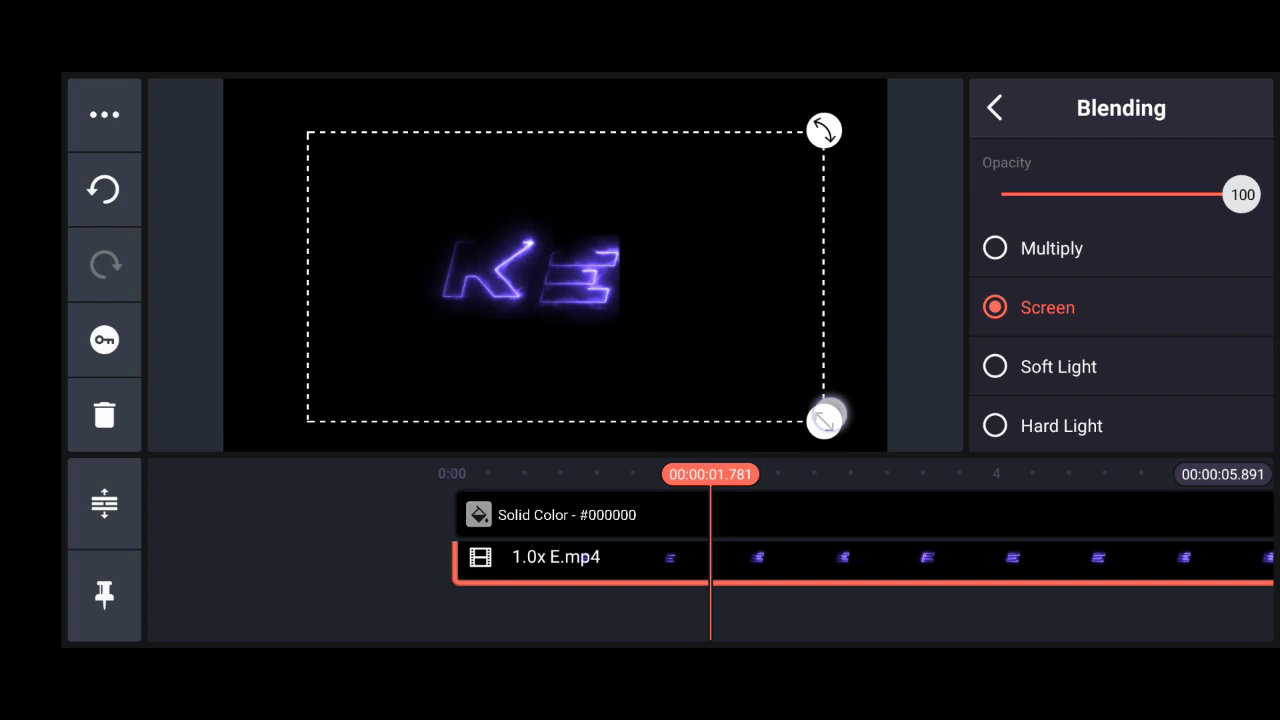 Blending
Opacity
100
Multiply
Screen
Soft Light
Hard Light
KE
0:00
00:00:01.781
4
00:00:05.891
Solid Color - #000000
1.0x E.mp4